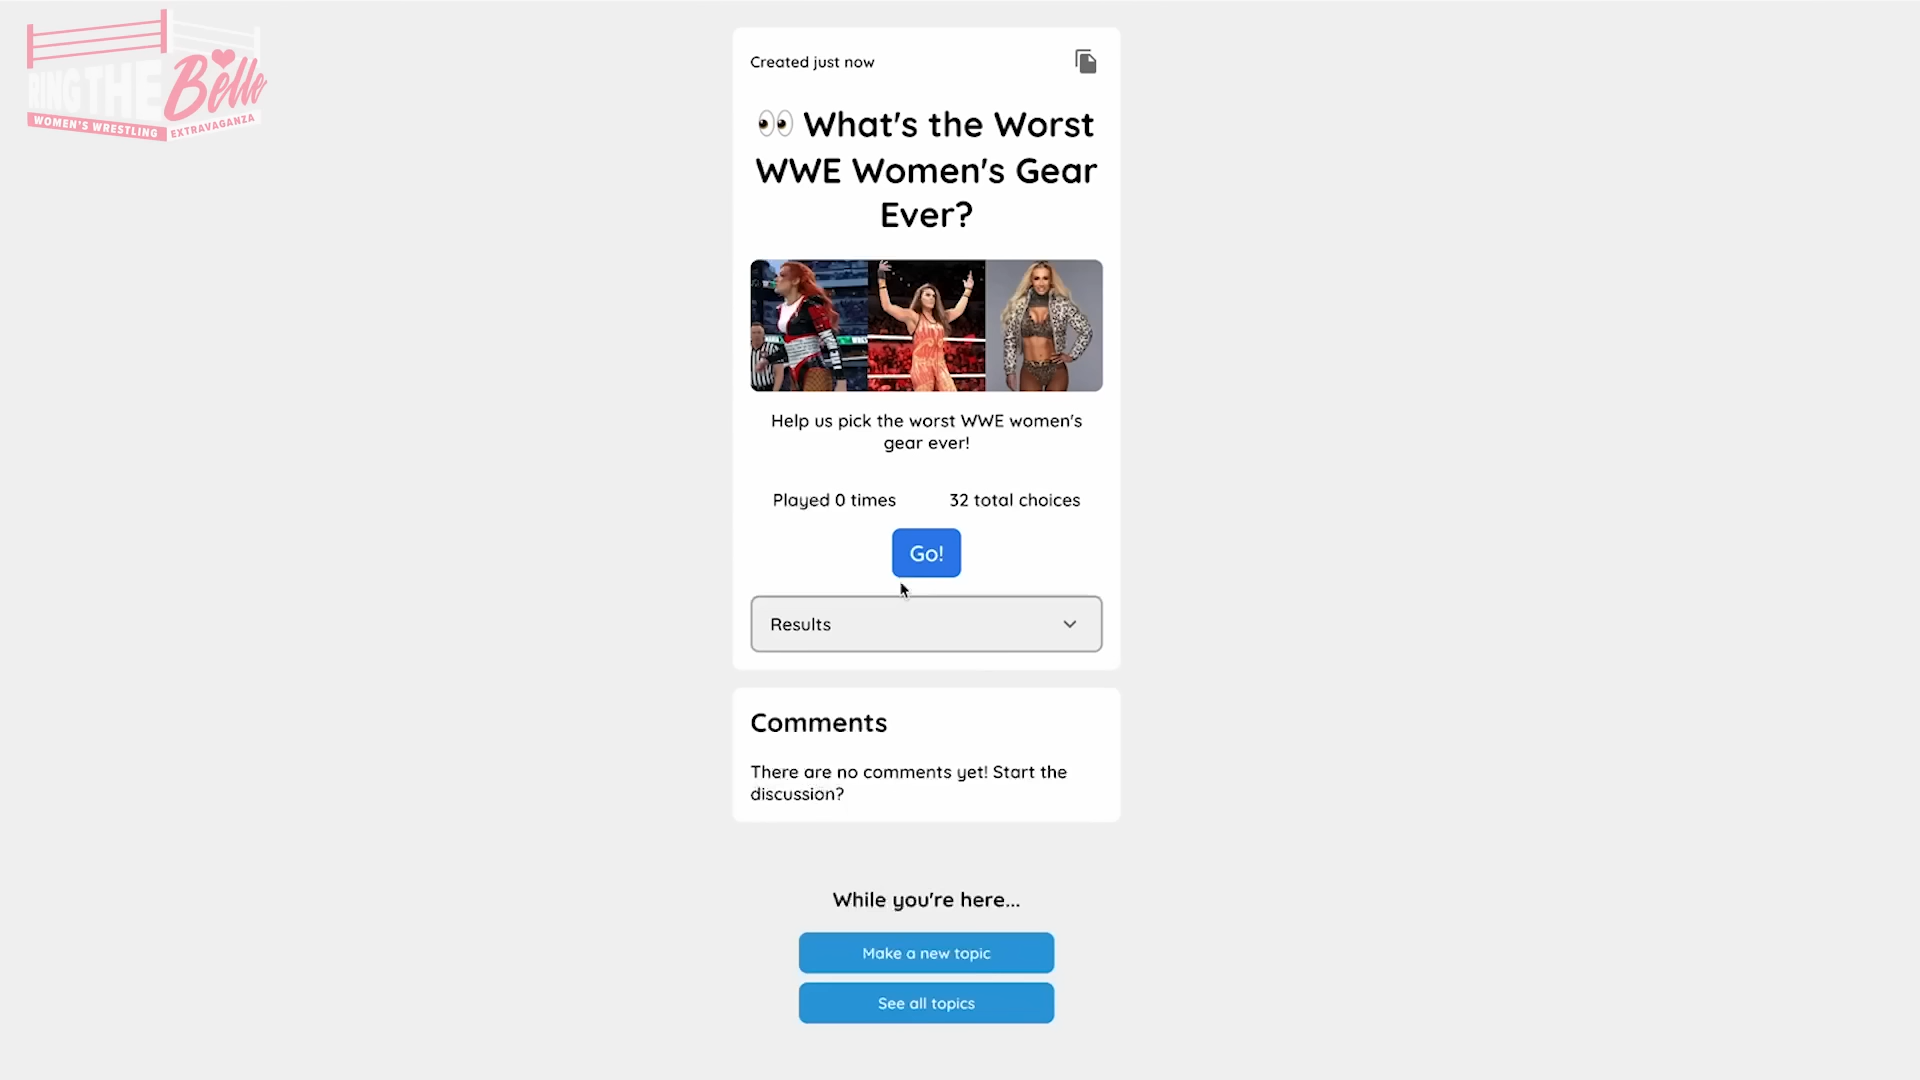 RING THE Belle
WOMEN'S WRESTLING EXTRAVAGANZA
Created just now
👀 What's the Worst
WWE Women's Gear
Ever?
Help us pick the worst WWE women's
gear ever!
Played 0 times 32 total choices
Go!
Results
Comments
There are no comments yet! Start the
discussion?
While you're here...
Make a new topic
See all topics